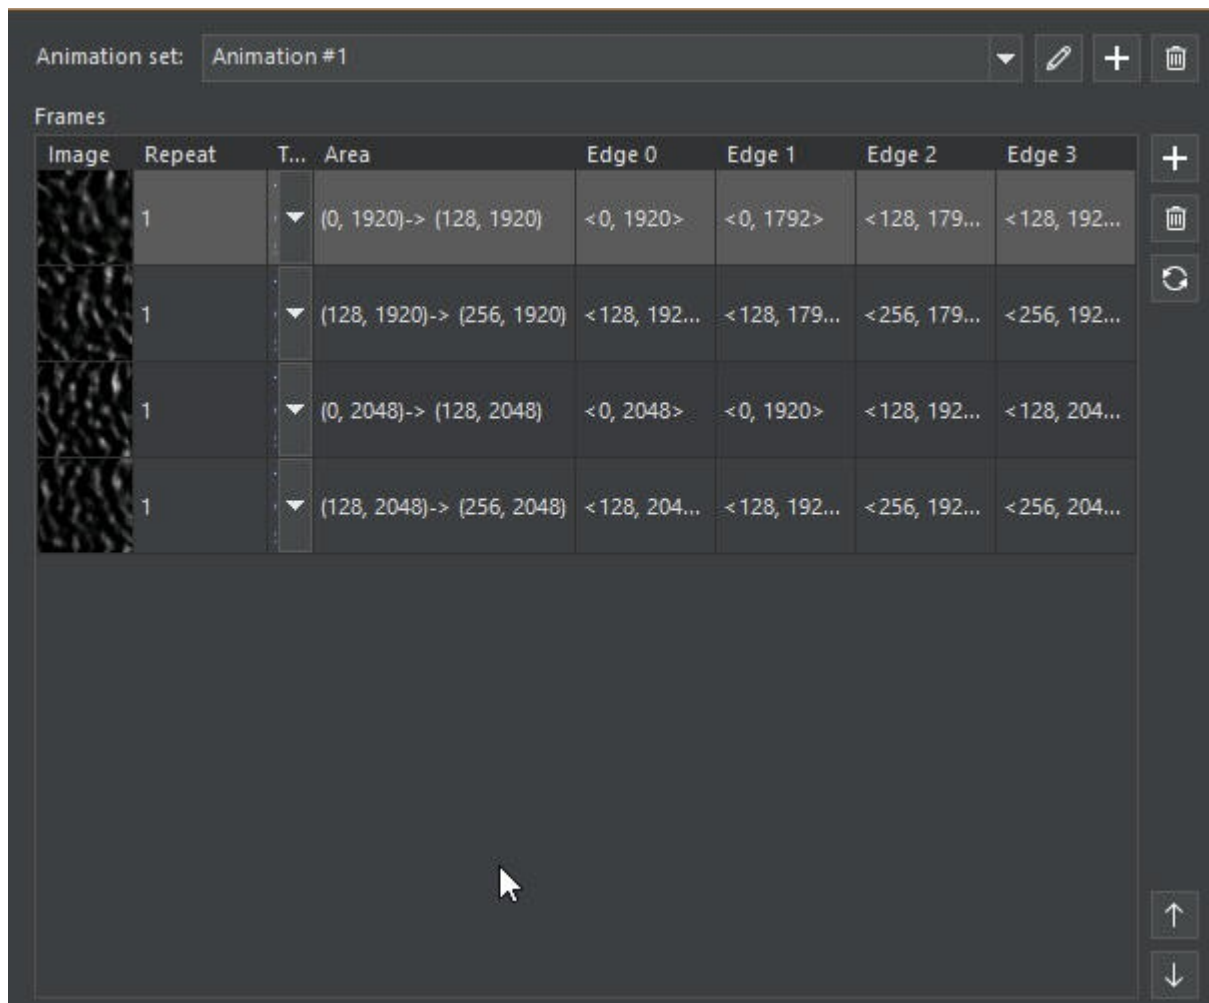 Animation set: Animation #1
Frames
Image Repeat T... Area Edge 0 Edge 1 Edge 2 Edge 3
1 (0, 1920)-> (128, 1920) <0, 1920> <0, 1792> <128, 179... <128, 192...
1 (128, 1920)-> (256, 1920) <128, 192... <128, 179... <256, 179... <256, 192...
1 (0, 2048)-> (128, 2048) <0, 2048> <0, 1920> <128, 192... <128, 204...
1 (128, 2048)-> (256, 2048) <128, 204... <128, 192... <256, 192... <256, 204...